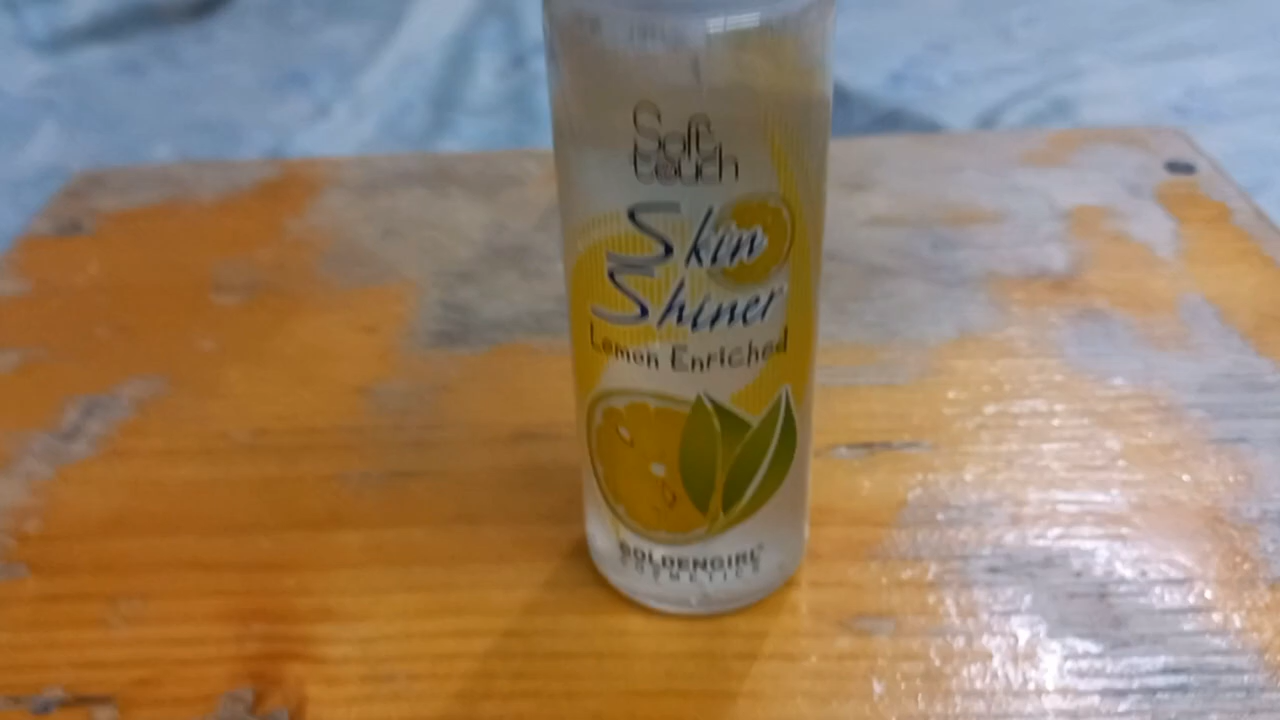 Soft
touch
Skin
Shiner
Lemon Enriched
GOLDENGIRL
COSMETICS